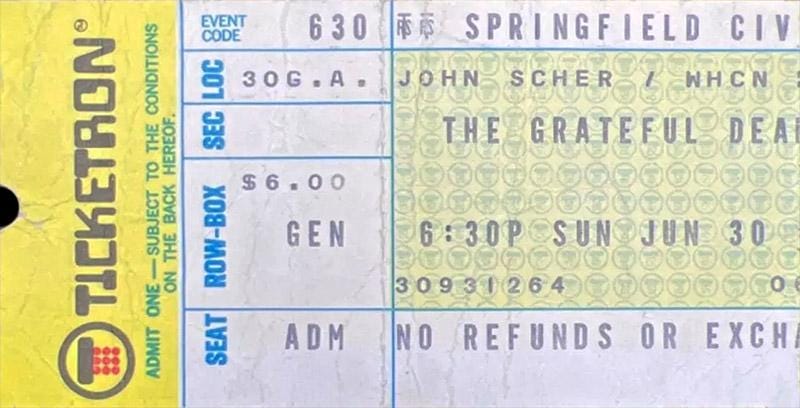 TICKETRON®
ADMIT ONE — SUBJECT TO THE CONDITIONS
ON THE BACK HEREOF.
EVENT CODE 630
LOC 30G.A.
SEC
$6.00
ROW-BOX GEN
SEAT ADM
SPRINGFIELD CIV
JOHN SCHER / WHCN
THE GRATEFUL DEA
6:30P SUN JUN 30
30931264
NO REFUNDS OR EXCHA